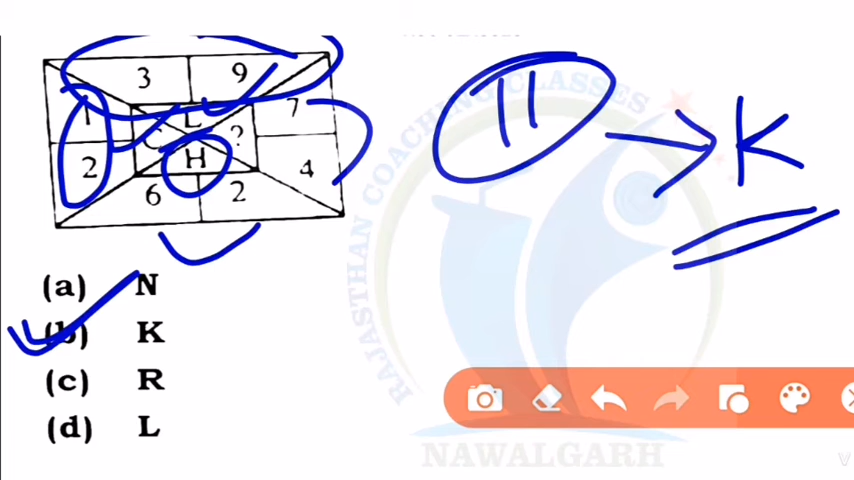 3 9
1 L 7
C ?
2 H 4
6 2
11 → K
(a) N
(b) K
(c) R
(d) L
RAJASTHAN COACHING CLASSES
NAWALGARH